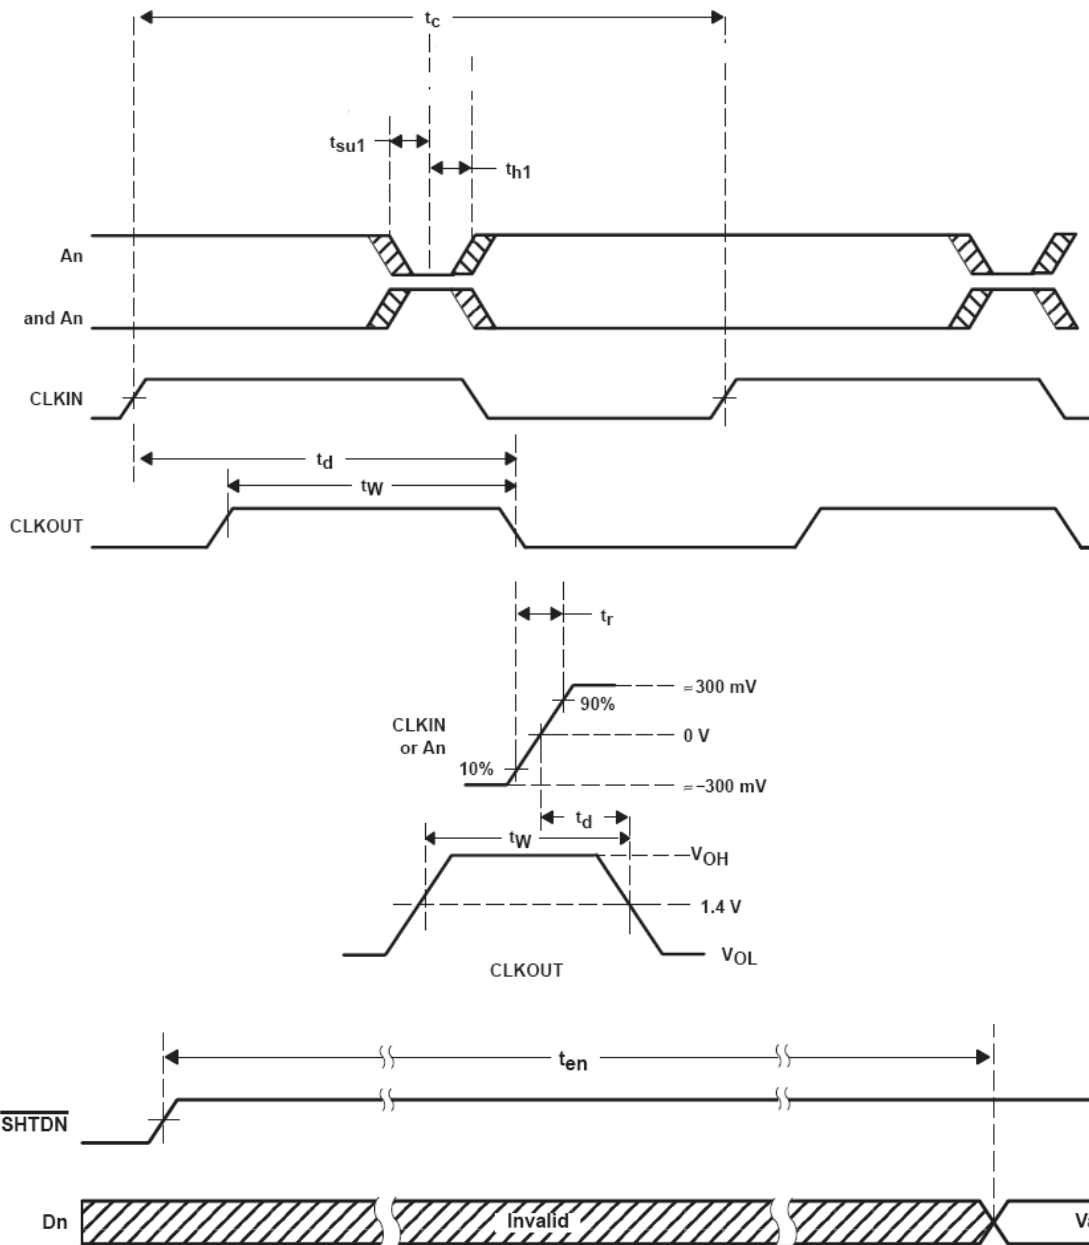 tc
tsu1
th1
An
and An
CLKIN
td
tW
CLKOUT
tr
≈300 mV
90%
CLKIN
or An
0 V
10%
≈−300 mV
td
tW
VOH
1.4 V
VOL
CLKOUT
ten
SHTDN
Dn
Invalid
Va